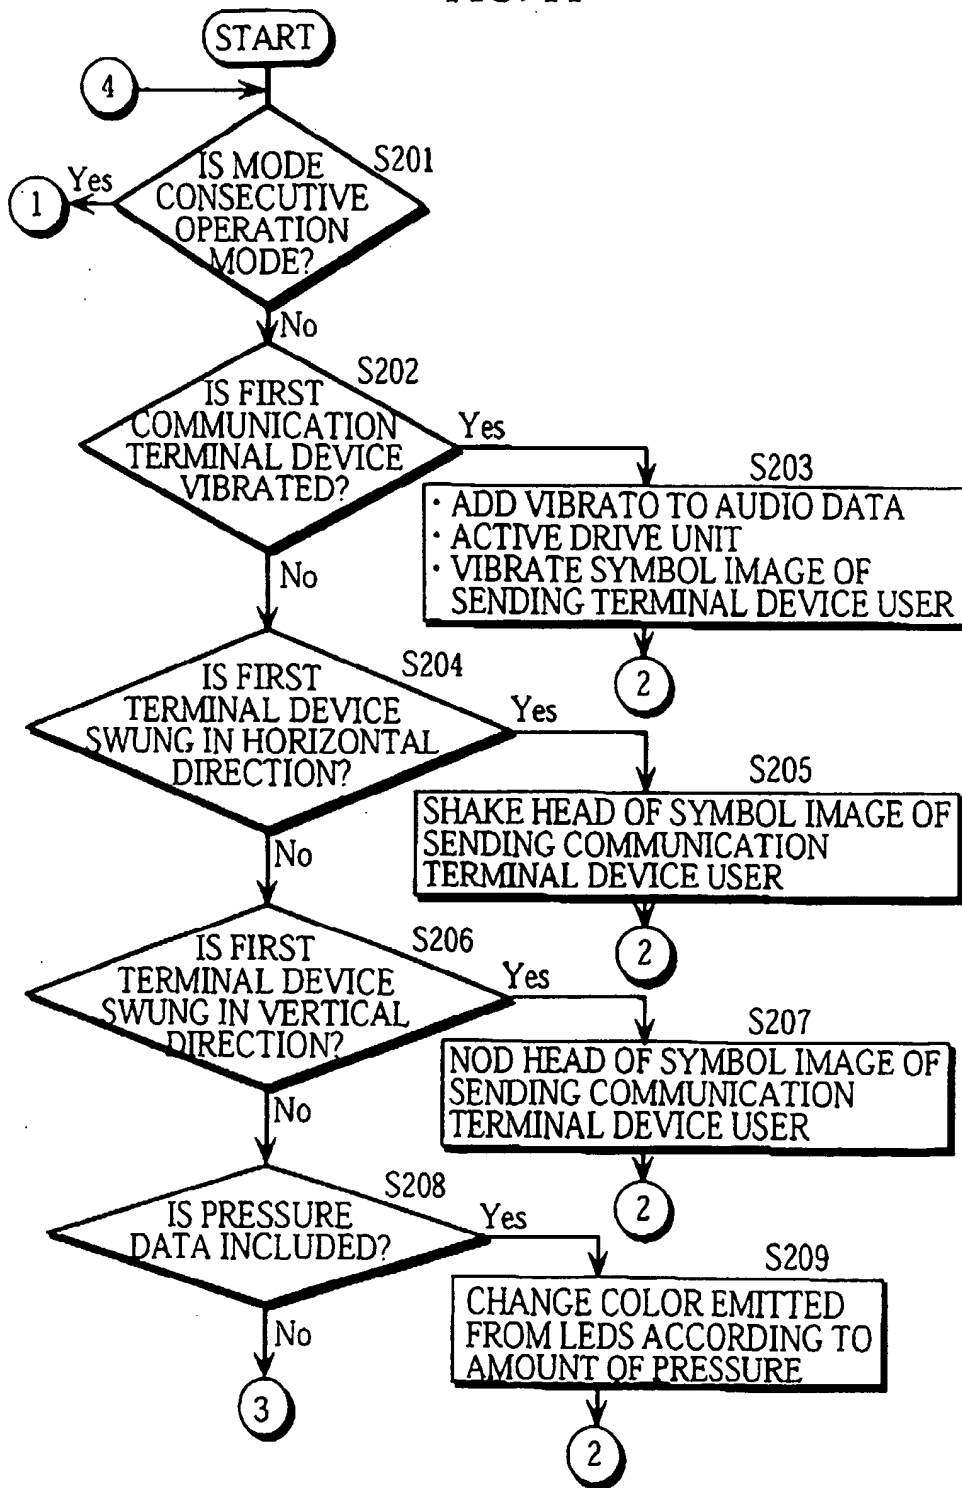 START
4
S201
IS MODE
CONSECUTIVE
OPERATION
MODE?
Yes
1
No
S202
IS FIRST
COMMUNICATION
TERMINAL DEVICE
VIBRATED?
Yes
S203
· ADD VIBRATO TO AUDIO DATA
· ACTIVE DRIVE UNIT
· VIBRATE SYMBOL IMAGE OF
SENDING TERMINAL DEVICE USER
2
No
S204
IS FIRST
TERMINAL DEVICE
SWUNG IN HORIZONTAL
DIRECTION?
Yes
S205
SHAKE HEAD OF SYMBOL IMAGE OF
SENDING COMMUNICATION
TERMINAL DEVICE USER
2
No
S206
IS FIRST
TERMINAL DEVICE
SWUNG IN VERTICAL
DIRECTION?
Yes
S207
NOD HEAD OF SYMBOL IMAGE OF
SENDING COMMUNICATION
TERMINAL DEVICE USER
2
No
S208
IS PRESSURE
DATA INCLUDED?
Yes
S209
CHANGE COLOR EMITTED
FROM LEDS ACCORDING TO
AMOUNT OF PRESSURE
2
No
3